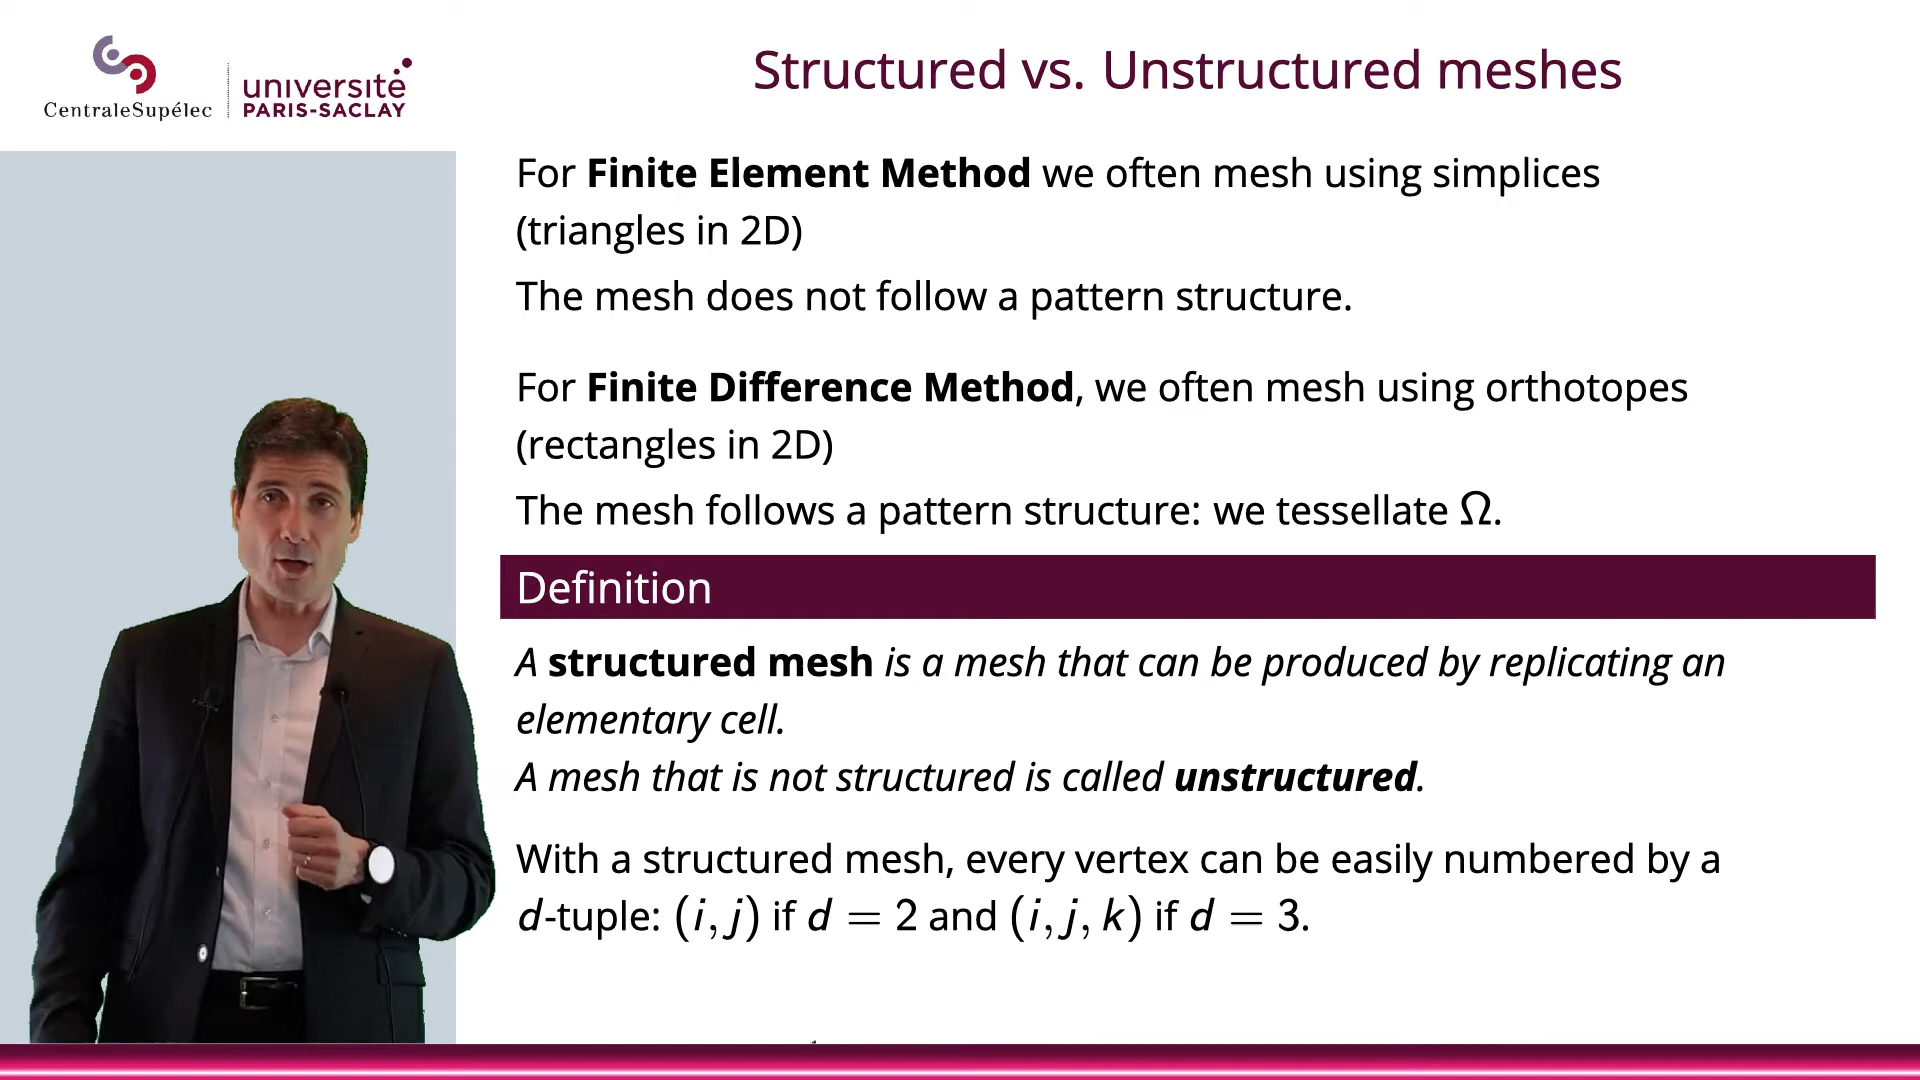 CentraleSupélec
université
PARIS-SACLAY
Structured vs. Unstructured meshes
For Finite Element Method we often mesh using simplices
(triangles in 2D)
The mesh does not follow a pattern structure.
For Finite Difference Method, we often mesh using orthotopes
(rectangles in 2D)
The mesh follows a pattern structure: we tessellate Ω.
Definition
A structured mesh is a mesh that can be produced by replicating an
elementary cell.
A mesh that is not structured is called unstructured.
With a structured mesh, every vertex can be easily numbered by a
d-tuple: (i, j) if d = 2 and (i, j, k) if d = 3.